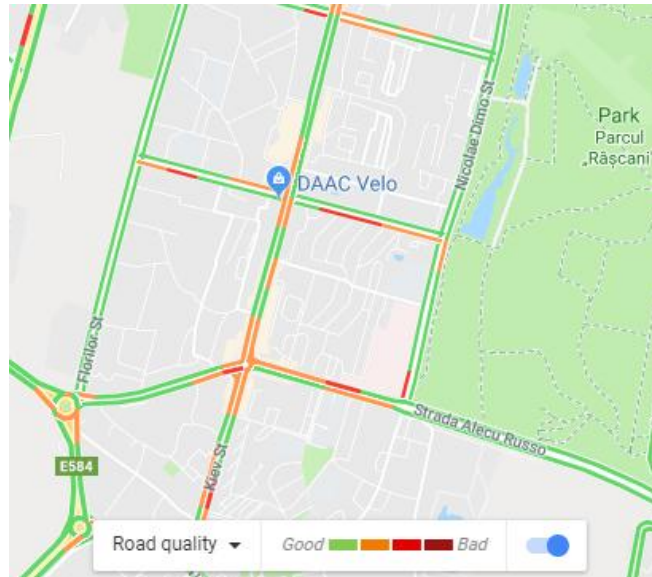 Nicolae Dimo St
Park
Parcul
Râșcani
DAAC Velo
Florilor St
Strada Alecu Russo
E584
Kiev St
Road quality
Good
Bad